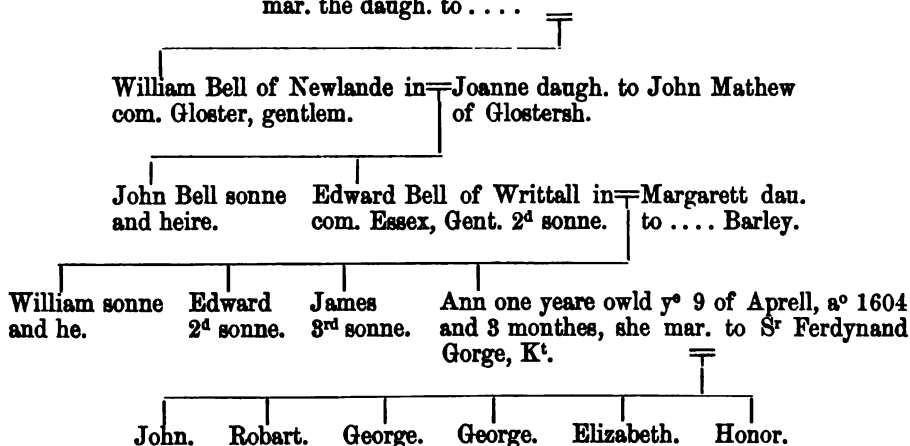 mar. the daugh. to . . . .
William Bell of Newlande in=Joanne daugh. to John Mathew
com. Gloster, gentlem. of Glostersh.
John Bell sonne Edward Bell of Writtall in=Margarett dau.
and heire. com. Essex, Gent. 2ᵈ sonne. to . . . . Barley.
William sonne Edward James Ann one yeare owld yᵉ 9 of Aprell, aᵒ 1604
and he. 2ᵈ sonne. 3ʳᵈ sonne. and 3 monthes, she mar. to Sʳ Ferdynand
Gorge, Kᵗ.
John. Robart. George. George. Elizabeth. Honor.